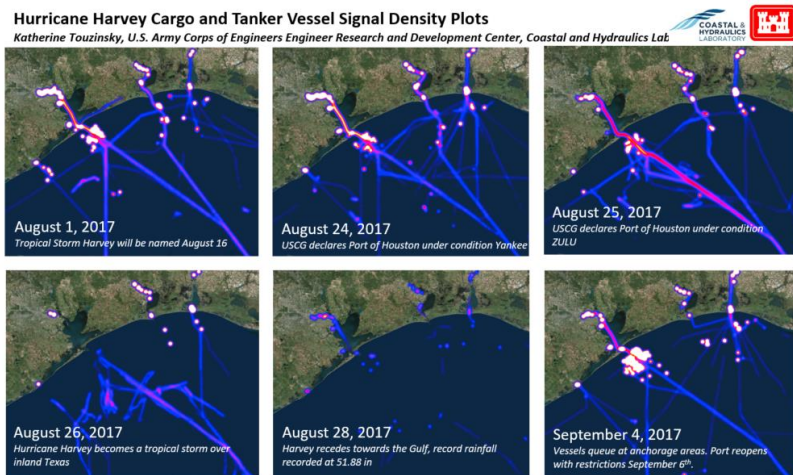 Hurricane Harvey Cargo and Tanker Vessel Signal Density Plots
Katherine Touzinsky, U.S. Army Corps of Engineers Engineer Research and Development Center, Coastal and Hydraulics Lab
COASTAL &
HYDRAULICS
LABORATORY
August 1, 2017
Tropical Storm Harvey will be named August 16
August 24, 2017
USCG declares Port of Houston under condition Yankee
August 25, 2017
USCG declares Port of Houston under condition
ZULU
August 26, 2017
Hurricane Harvey becomes a tropical storm over
inland Texas
August 28, 2017
Harvey recedes towards the Gulf, record rainfall
recorded at 51.88 in
September 4, 2017
Vessels queue at anchorage areas. Port reopens
with restrictions September 6th.